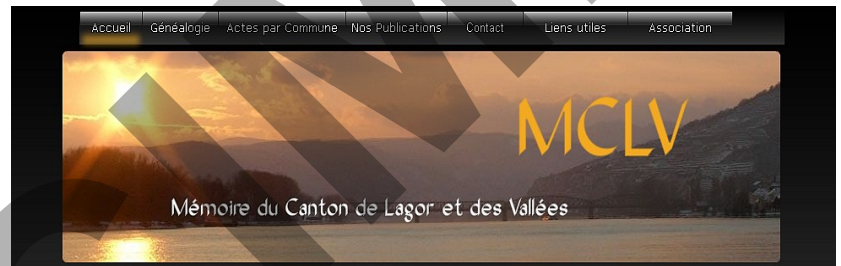 Accueil Généalogie Actes par Commune Nos Publications Contact Liens utiles Association
MCLV
Mémoire du Canton de Lagor et des Vallées